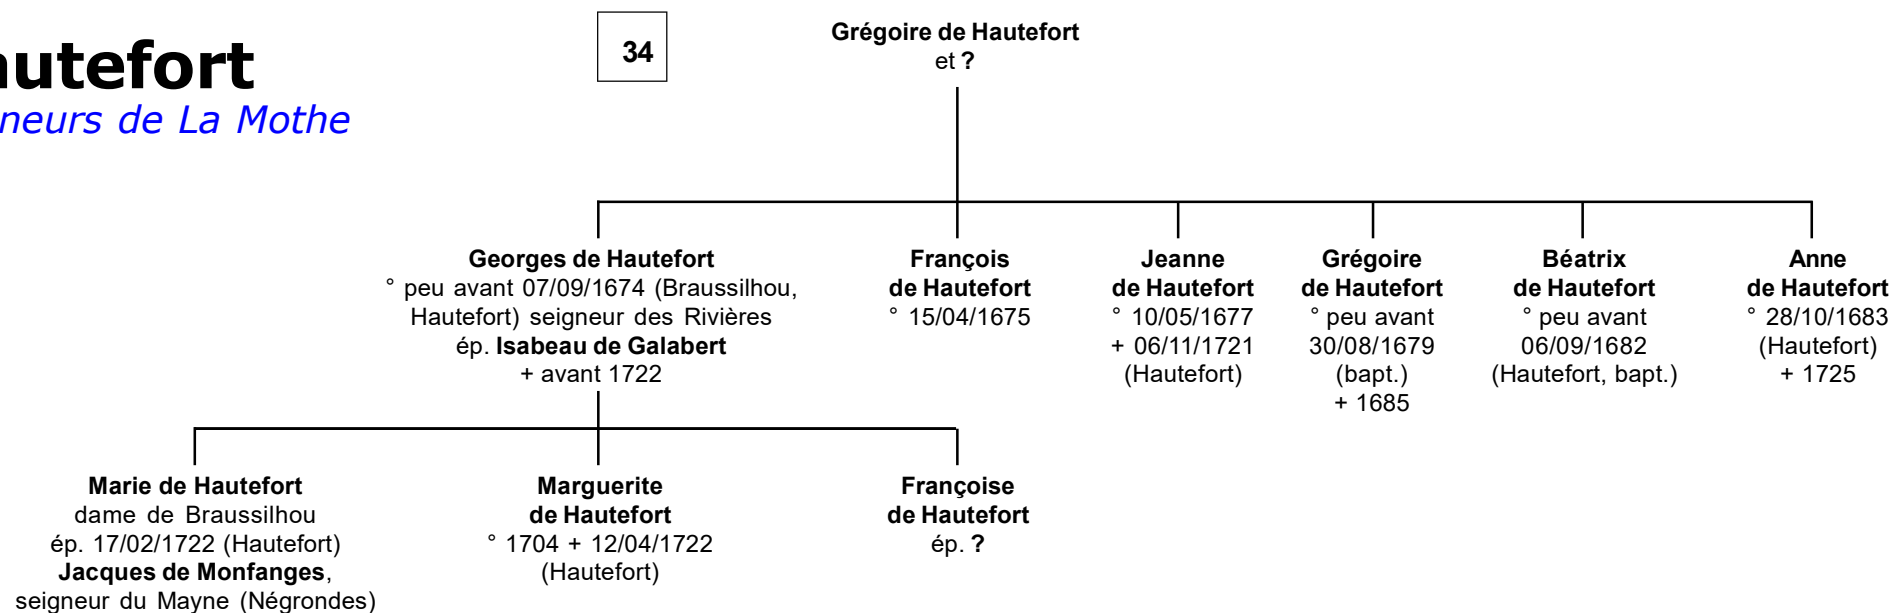 autefort
neurs de La Mothe
34
Grégoire de Hautefort
et ?
Georges de Hautefort
° peu avant 07/09/1674 (Braussilhou,
Hautefort) seigneur des Rivières
ép. Isabeau de Galabert
+ avant 1722
François
de Hautefort
° 15/04/1675
Jeanne
de Hautefort
° 10/05/1677
+ 06/11/1721
(Hautefort)
Grégoire
de Hautefort
° peu avant
30/08/1679
(bapt.)
+ 1685
Béatrix
de Hautefort
° peu avant
06/09/1682
(Hautefort, bapt.)
Anne
de Hautefort
° 28/10/1683
(Hautefort)
+ 1725
Marie de Hautefort
dame de Braussilhou
ép. 17/02/1722 (Hautefort)
Jacques de Monfanges,
seigneur du Mayne (Négrondes)
Marguerite
de Hautefort
° 1704 + 12/04/1722
(Hautefort)
Françoise
de Hautefort
ép. ?